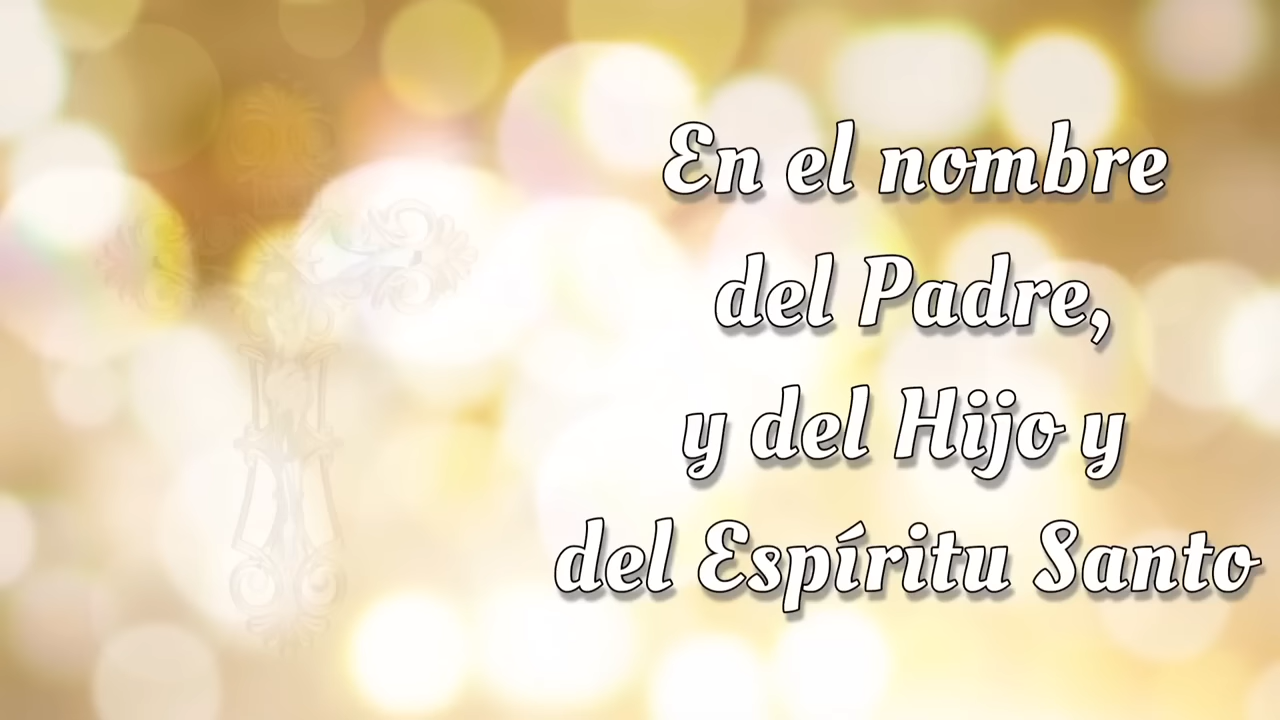 En el nombre
del Padre,
y del Hijo y
del Espíritu Santo